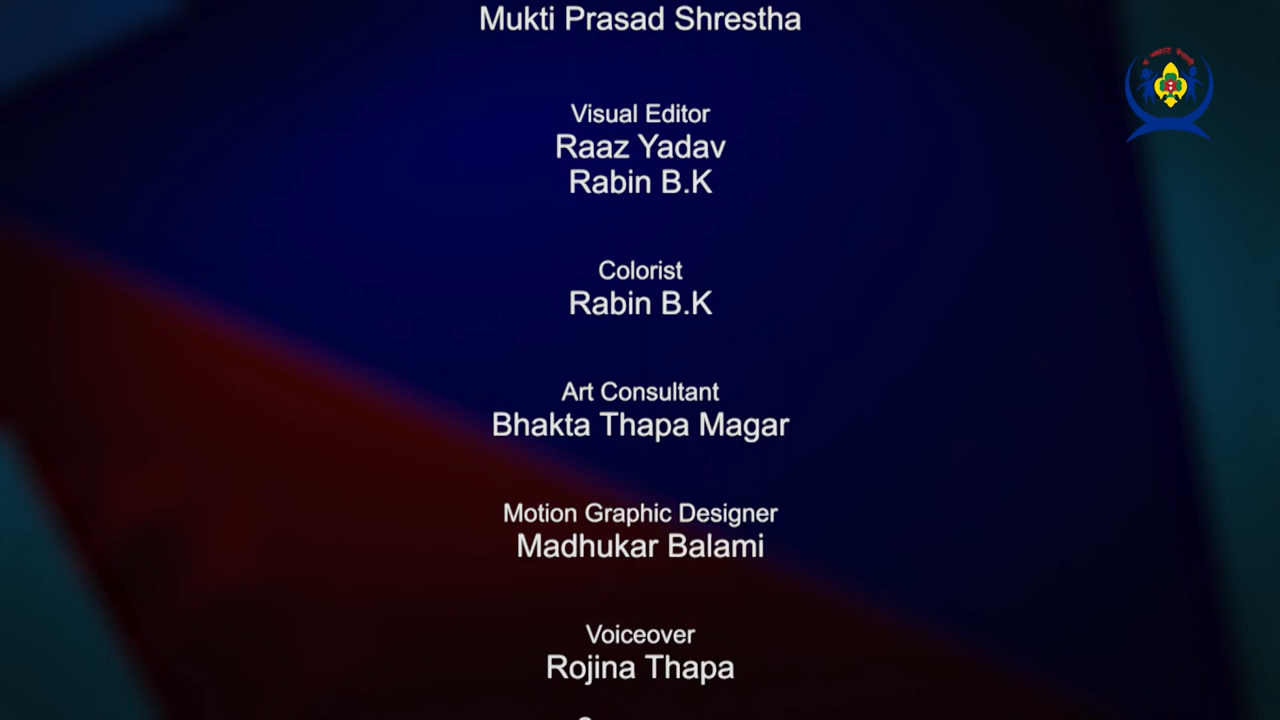 Mukti Prasad Shrestha
Visual Editor
Raaz Yadav
Rabin B.K
Colorist
Rabin B.K
Art Consultant
Bhakta Thapa Magar
Motion Graphic Designer
Madhukar Balami
Voiceover
Rojina Thapa